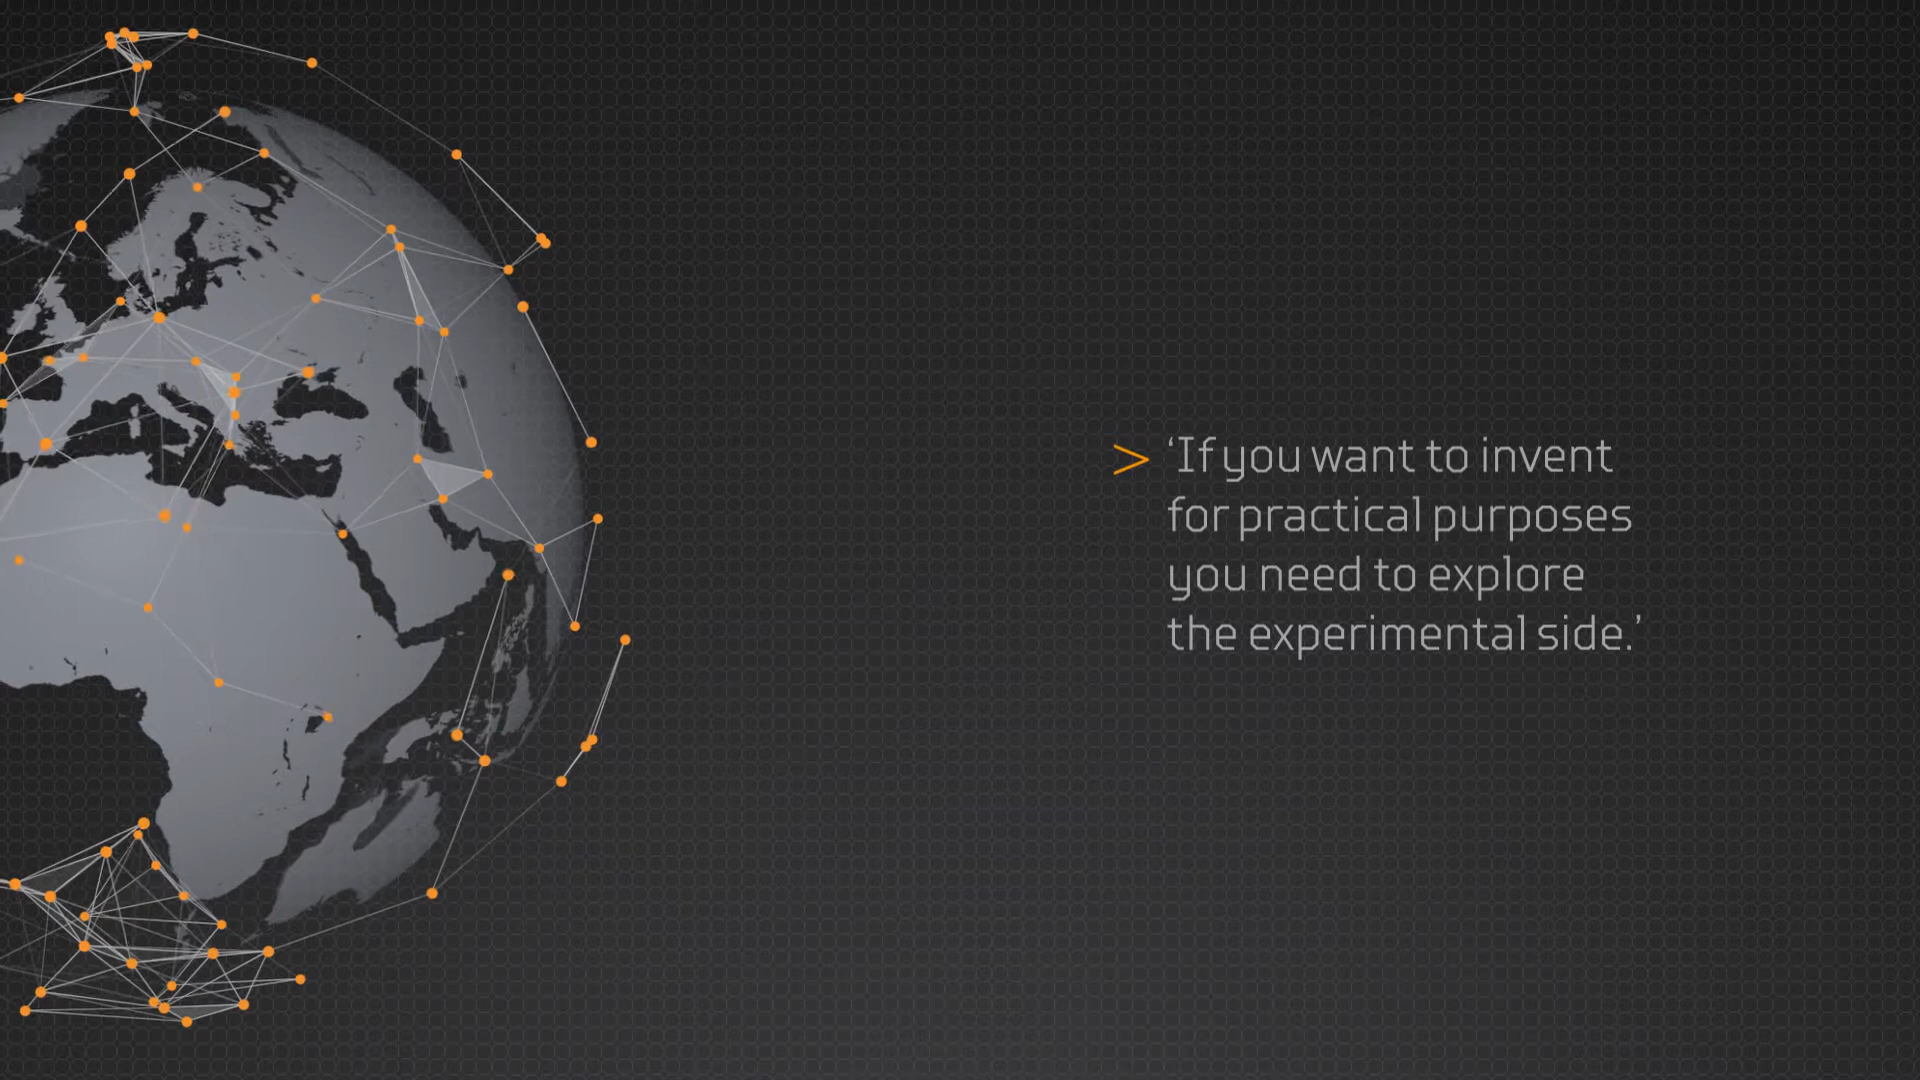 > ‘If you want to invent
for practical purposes
you need to explore
the experimental side.’